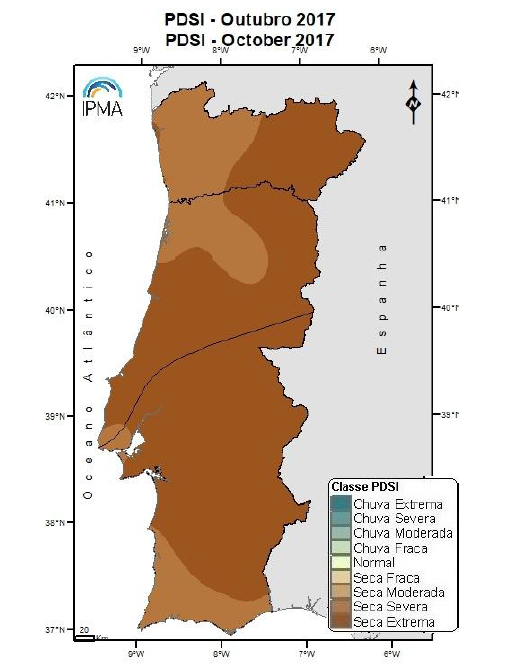 PDSI - Outubro 2017
PDSI - October 2017
9°W 8°W 7°W 6°W
42°N 42°N
IPMA
N
41°N 41°N
Oceano Atlântico
Espanha
40°N 40°N
39°N 39°N
38°N
37°N
20
Km
Classe PDSI
Chuva Extrema
Chuva Severa
Chuva Moderada
Chuva Fraca
Normal
Seca Fraca
Seca Moderada
Seca Severa
Seca Extrema
9°W 8°W 7°W 6°W